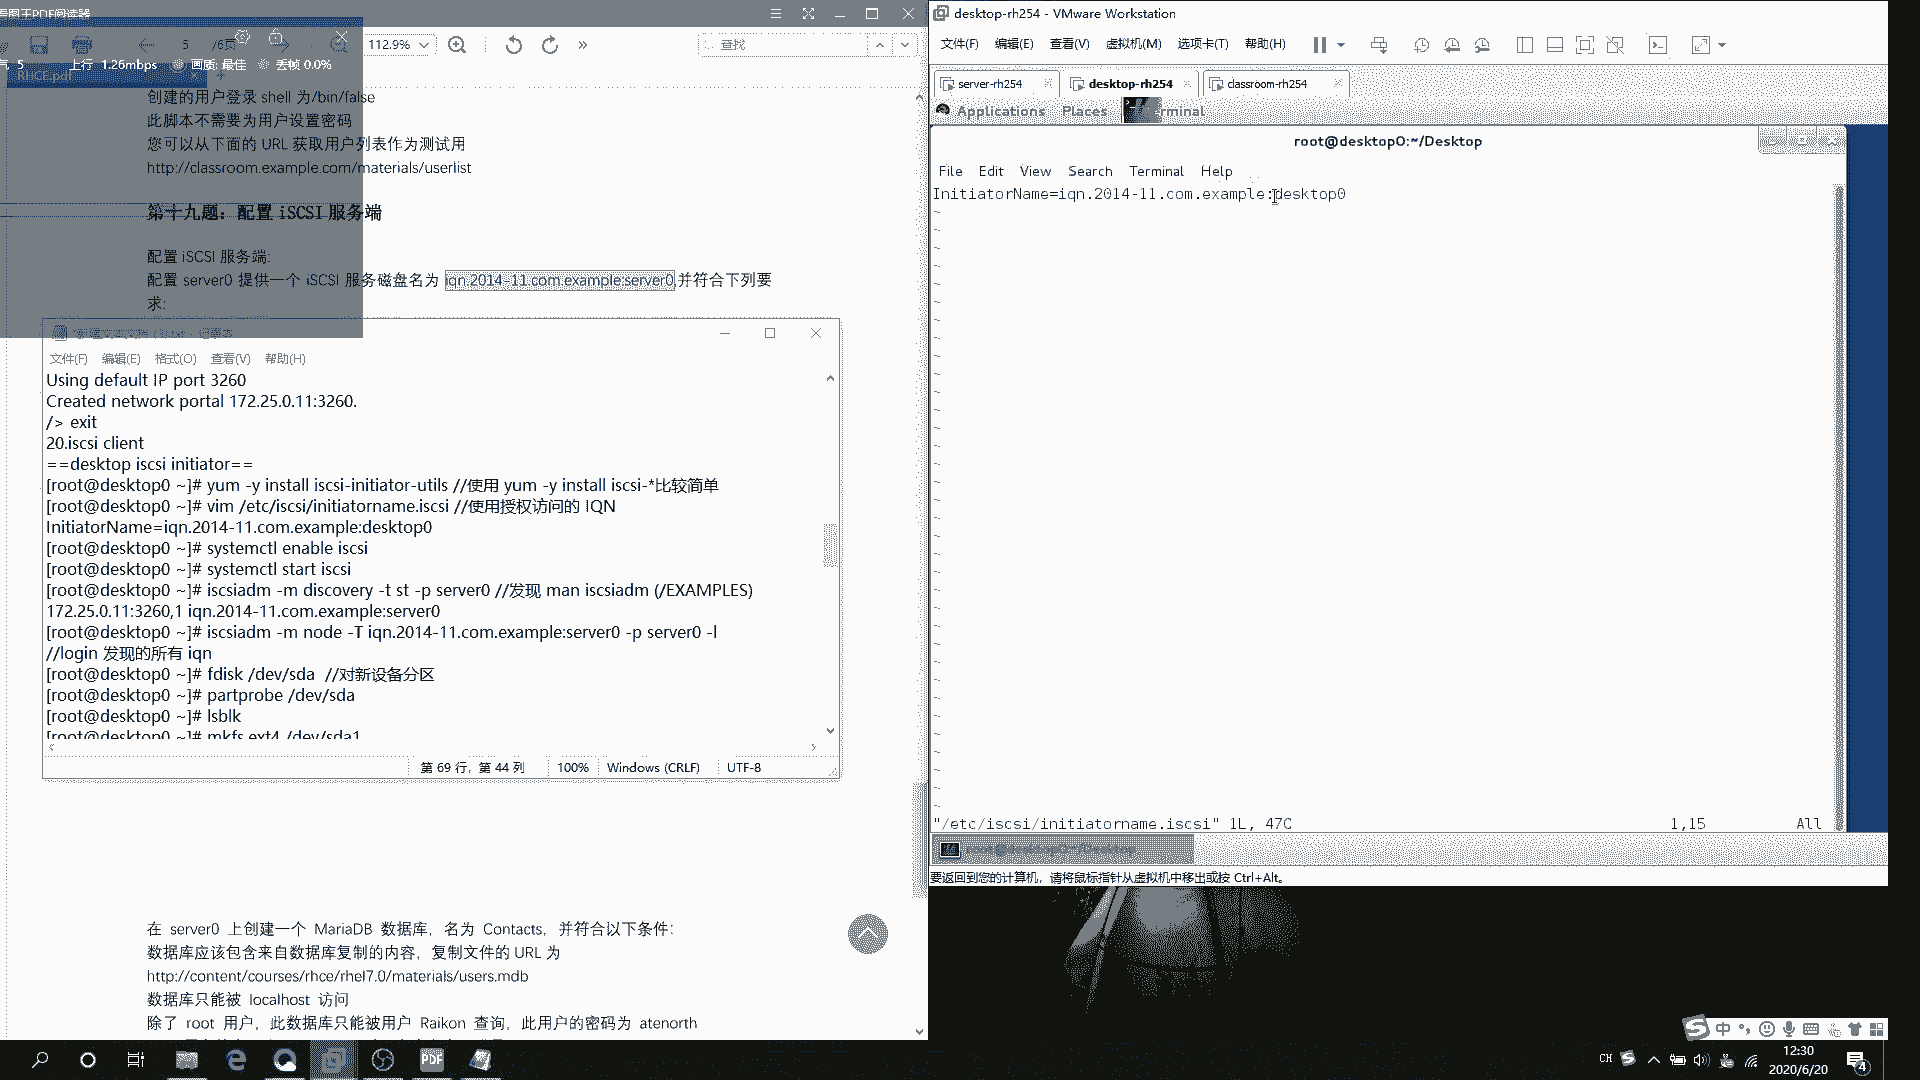 看图王PDF阅读器
5 /6页 112.9% 查找
5 上行 1.26mbps 画质: 最佳 丢帧 0.0%
RHCE.pdf
创建的用户登录 shell 为/bin/false
此脚本不需要为用户设置密码
您可以从下面的 URL 获取用户列表作为测试用
http://classroom.example.com/materials/userlist
第十九题：配置 iSCSI 服务端
配置 iSCSI 服务端:
配置 server0 提供一个 iSCSI 服务磁盘名为 iqn.2014-11.com.example:server0 并符合下列要
求:
文件(F) 编辑(E) 格式(O) 查看(V) 帮助(H)
Using default IP port 3260
Created network portal 172.25.0.11:3260.
/> exit
20.iscsi client
==desktop iscsi initiator==
[root@desktop0 ~]# yum -y install iscsi-initiator-utils //使用 yum -y install iscsi-*比较简单
[root@desktop0 ~]# vim /etc/iscsi/initiatorname.iscsi //使用授权访问的 IQN
InitiatorName=iqn.2014-11.com.example:desktop0
[root@desktop0 ~]# systemctl enable iscsi
[root@desktop0 ~]# systemctl start iscsi
[root@desktop0 ~]# iscsiadm -m discovery -t st -p server0 //发现 man iscsiadm (/EXAMPLES)
172.25.0.11:3260,1 iqn.2014-11.com.example:server0
[root@desktop0 ~]# iscsiadm -m node -T iqn.2014-11.com.example:server0 -p server0 -l
//login 发现的所有 iqn
[root@desktop0 ~]# fdisk /dev/sda //对新设备分区
[root@desktop0 ~]# partprobe /dev/sda
[root@desktop0 ~]# lsblk
[root@desktop0 ~]# mkfs.ext4 /dev/sda1
第 69 行，第 44 列 100% Windows (CRLF) UTF-8
在 server0 上创建一个 MariaDB 数据库，名为 Contacts，并符合以下条件：
数据库应该包含来自数据库复制的内容，复制文件的 URL 为
http://content/courses/rhce/rhel7.0/materials/users.mdb
数据库只能被 localhost 访问
除了 root 用户，此数据库只能被用户 Raikon 查询，此用户的密码为 atenorth
desktop-rh254 - VMware Workstation
文件(F) 编辑(E) 查看(V) 虚拟机(M) 选项卡(T) 帮助(H)
server-rh254 desktop-rh254 classroom-rh254
Applications Places Terminal
root@desktop0:~/Desktop
File Edit View Search Terminal Help
InitiatorName=iqn.2014-11.com.example:desktop0
"/etc/iscsi/initiatorname.iscsi" 1L, 47C 1,15 All
root@desktop0:~/Desktop
要返回到您的计算机，请将鼠标指针从虚拟机中移出或按 Ctrl+Alt。
中
PDF
CH
12:30
2020/6/20
4